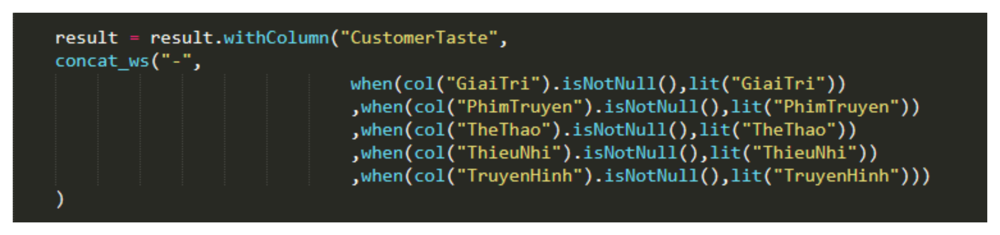 result = result.withColumn("CustomerTaste",
concat_ws("-",
when(col("GiaiTri").isNotNull(),lit("GiaiTri"))
,when(col("PhimTruyen").isNotNull(),lit("PhimTruyen"))
,when(col("TheThao").isNotNull(),lit("TheThao"))
,when(col("ThieuNhi").isNotNull(),lit("ThieuNhi"))
,when(col("TruyenHinh").isNotNull(),lit("TruyenHinh")))
)